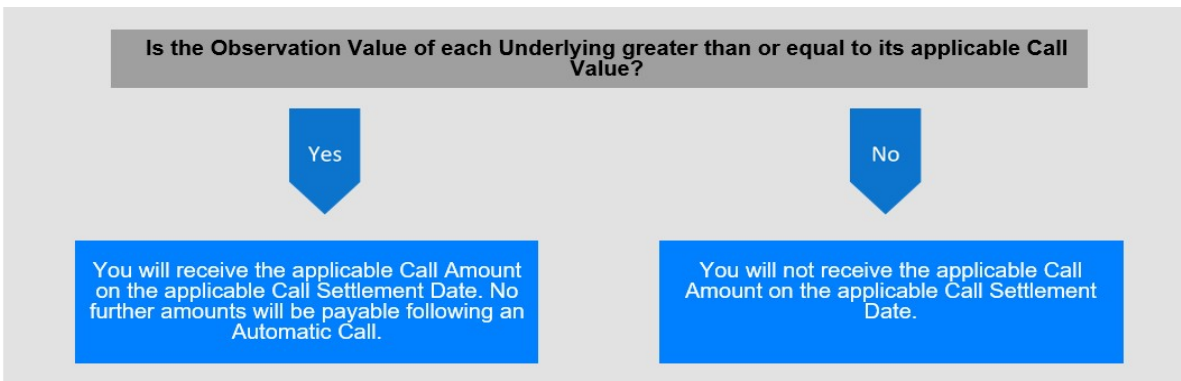 Is the Observation Value of each Underlying greater than or equal to its applicable Call
Value?
Yes
No
You will receive the applicable Call Amount
on the applicable Call Settlement Date. No
further amounts will be payable following an
Automatic Call.
You will not receive the applicable Call
Amount on the applicable Call Settlement
Date.